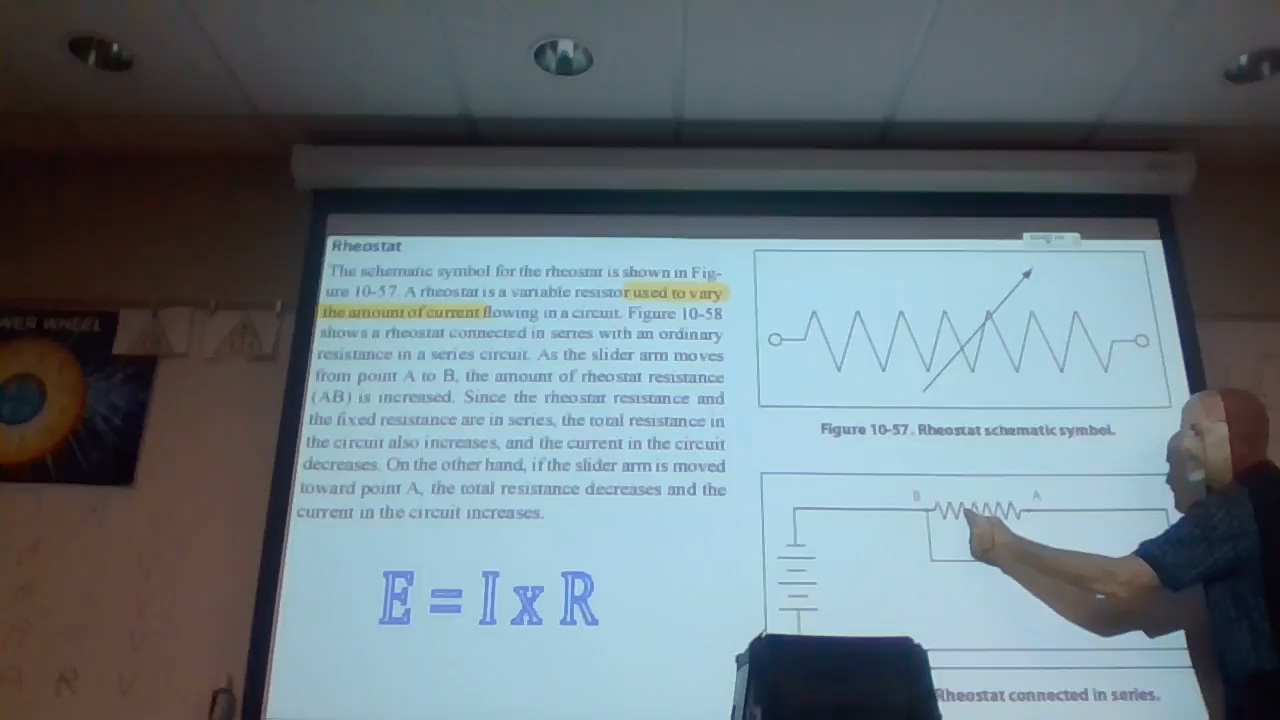 Rheostat
The schematic symbol for the rheostat is shown in Fig-
ure 10-57. A rheostat is a variable resistor used to vary
the amount of current flowing in a circuit. Figure 10-58
shows a rheostat connected in series with an ordinary
resistance in a series circuit. As the slider arm moves
from point A to B, the amount of rheostat resistance
(AB) is increased. Since the rheostat resistance and
the fixed resistance are in series, the total resistance in
the circuit also increases, and the current in the circuit
decreases. On the other hand, if the slider arm is moved
toward point A, the total resistance decreases and the
current in the circuit increases.
E = I x R
Figure 10-57. Rheostat schematic symbol.
B A
Rheostat connected in series.
WER WHEEL